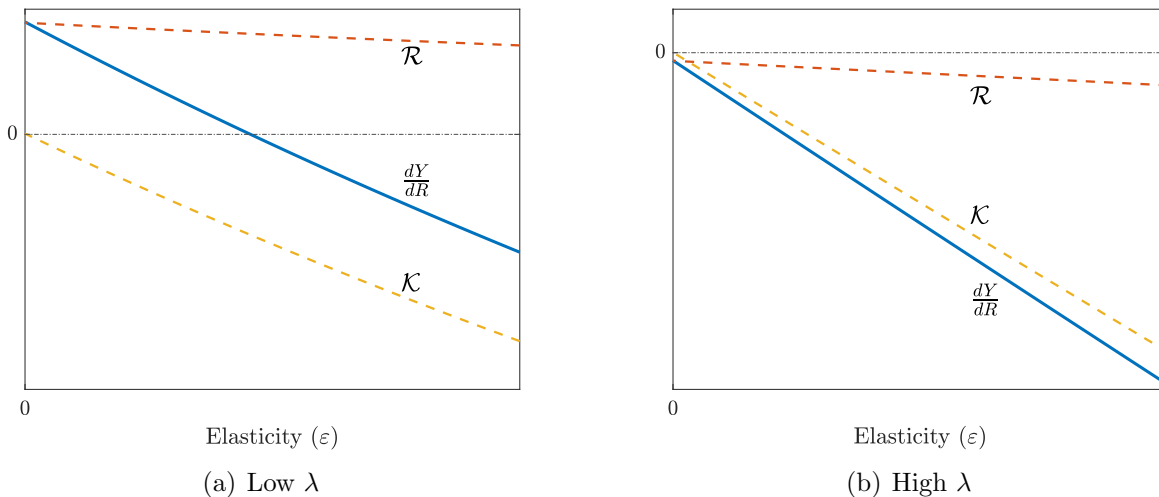 ℛ
0
dY
dR
𝒦
0
Elasticity (ε)
(a) Low λ
0
ℛ
𝒦
dY
dR
0
Elasticity (ε)
(b) High λ